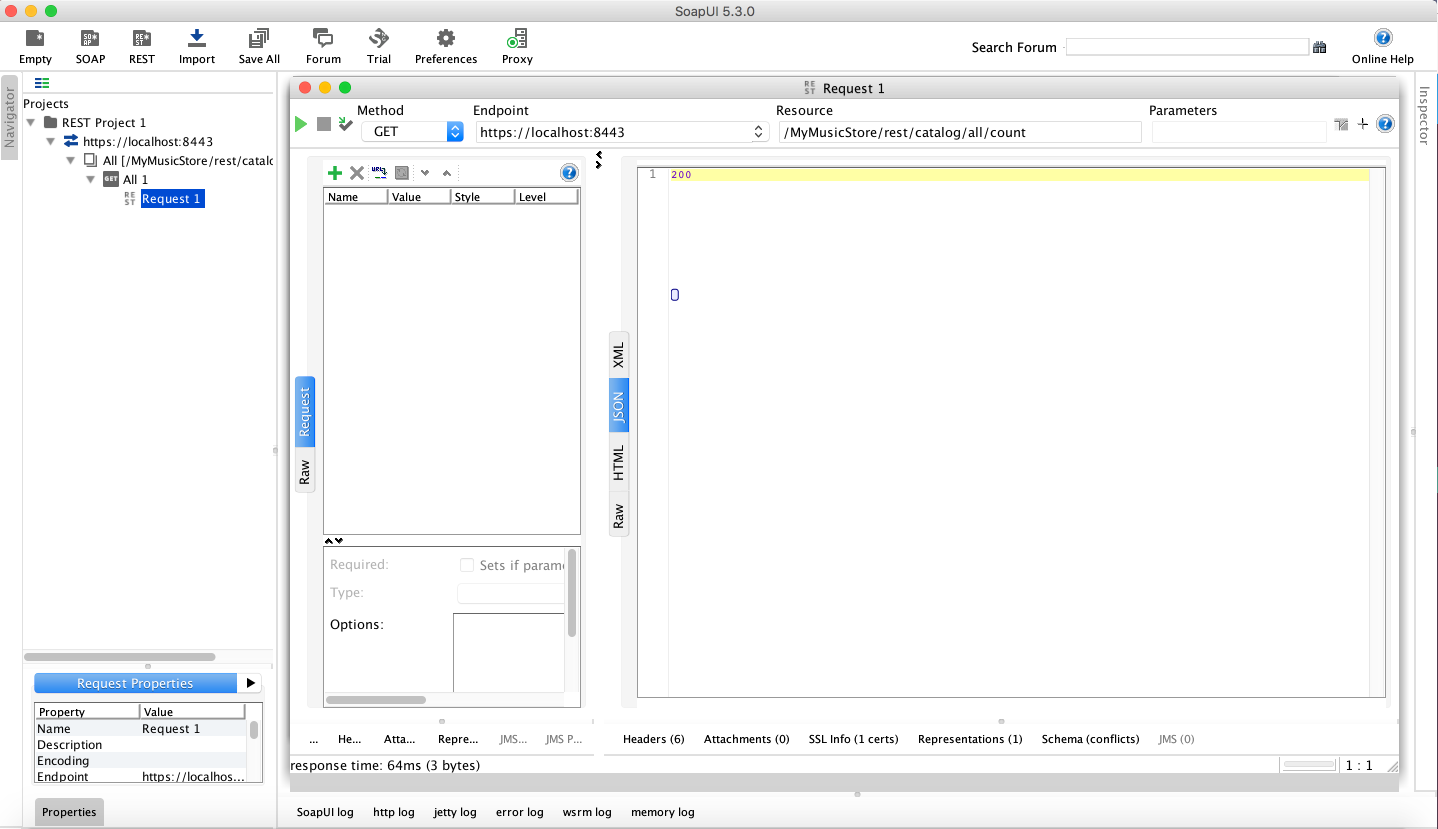 SoapUI 5.3.0
Empty SOAP REST Import Save All Forum Trial Preferences Proxy
Search Forum
Online Help
Navigator
Projects
REST Project 1
https://localhost:8443
All [/MyMusicStore/rest/catalo
GET All 1
REST Request 1
Request Properties
Property Value
Name Request 1
Description
Encoding
Endpoint https://localhos...
Properties
REST Request 1
Method Endpoint Resource Parameters
GET https://localhost:8443 /MyMusicStore/rest/catalog/all/count
Name Value Style Level
Request
Raw
Required: Sets if parame
Type:
Options:
... He... Atta... Repre... JMS... JMS P...
response time: 64ms (3 bytes)
XML
JSON
HTML
Raw
1 200
Headers (6) Attachments (0) SSL Info (1 certs) Representations (1) Schema (conflicts) JMS (0)
1 : 1
Inspector
SoapUI log http log jetty log error log wsrm log memory log